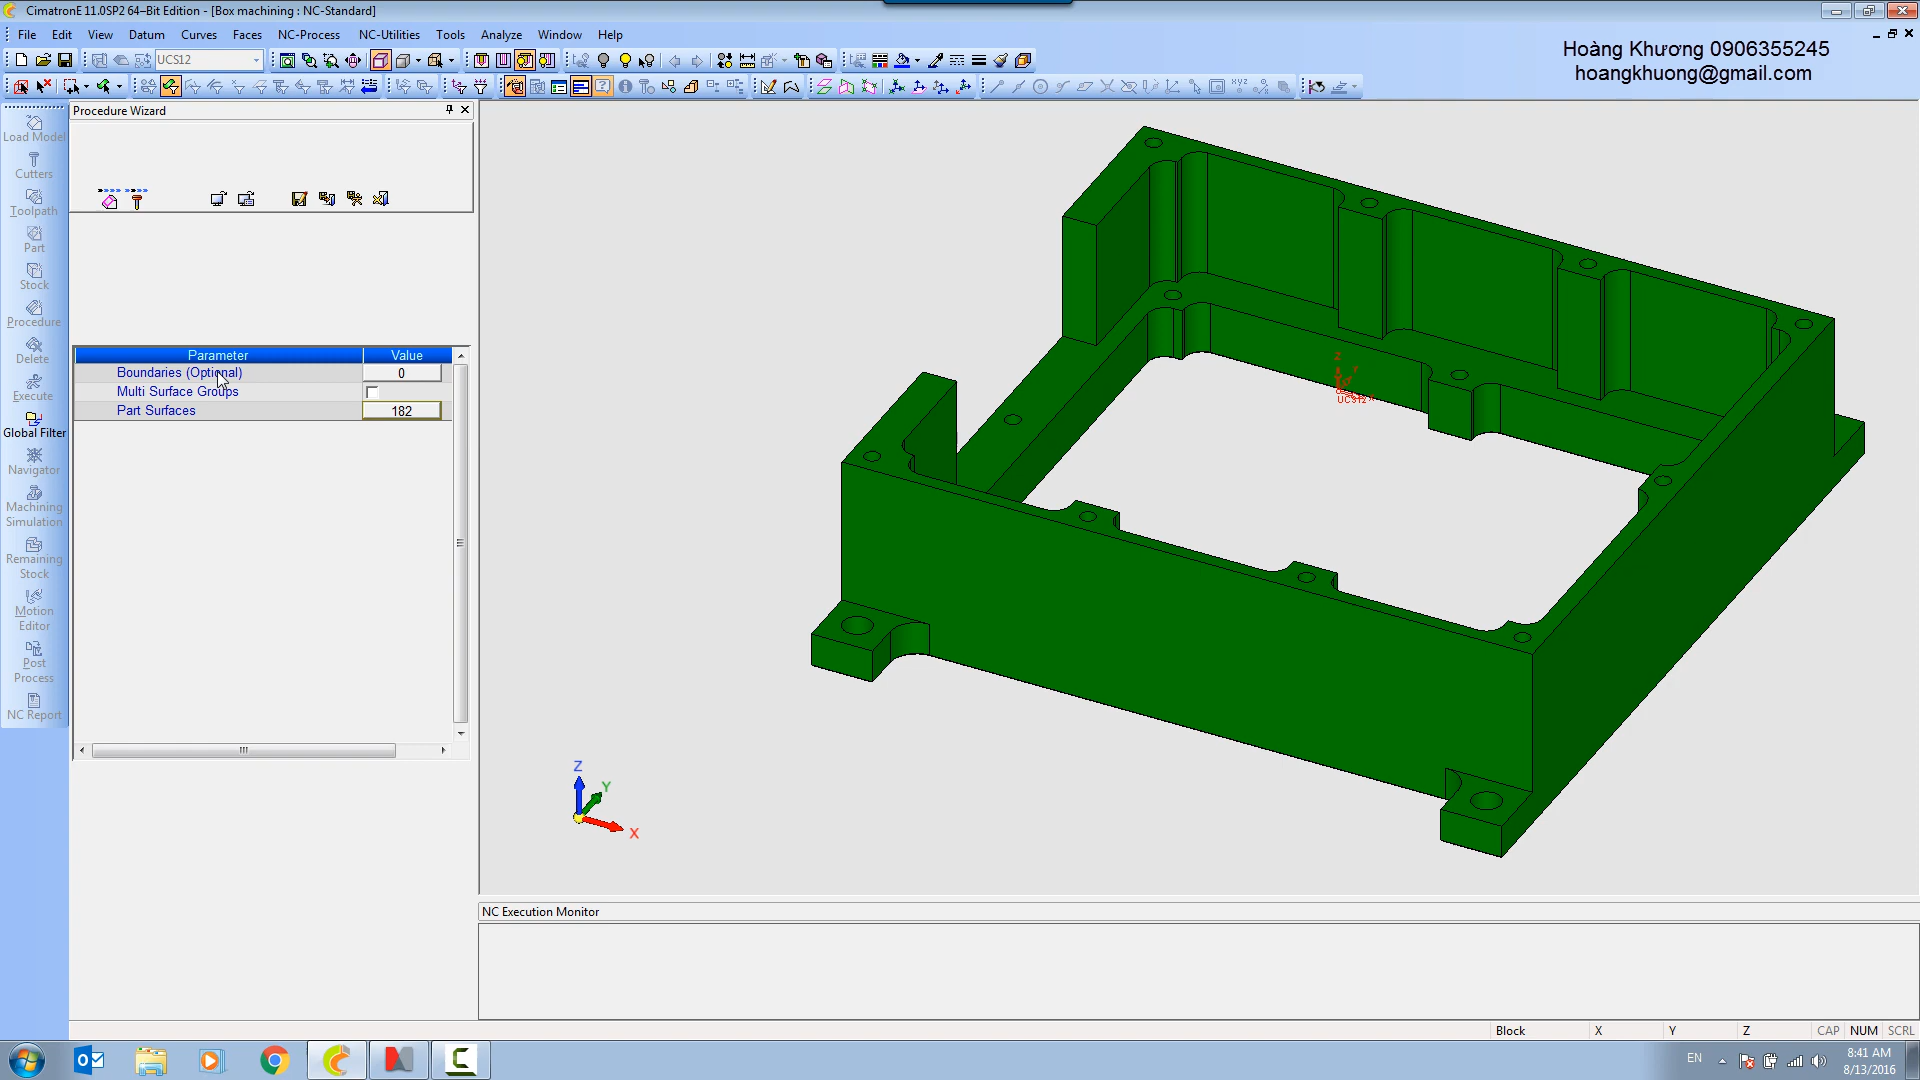 CimatronE 11.0SP2 64–Bit Edition - [Box machining : NC-Standard]
File Edit View Datum Curves Faces NC-Process NC-Utilities Tools Analyze Window Help
UCS12
Hoàng Khương 0906355245
hoangkhuong@gmail.com
Procedure Wizard
Load Model
Cutters
Toolpath
Part
Stock
Procedure
Delete
Execute
Global Filter
Navigator
Machining
Simulation
Remaining
Stock
Motion
Editor
Post
Process
NC Report
Parameter Value
Boundaries (Optional) 0
Multi Surface Groups
Part Surfaces 182
Z
UCS12
Z
Y
X
NC Execution Monitor
Block X Y Z CAP NUM SCRL
EN
8:41 AM
8/13/2016